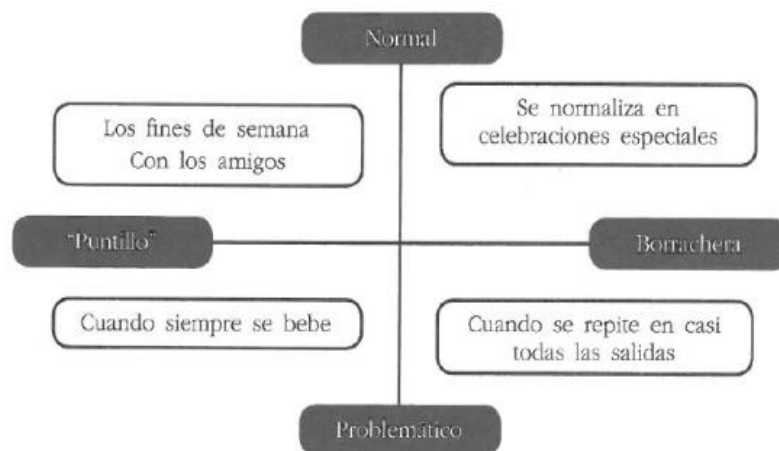 Normal
Los fines de semana
Con los amigos
Se normaliza en
celebraciones especiales
"Puntillo"
Borrachera
Cuando siempre se bebe
Cuando se repite en casi
todas las salidas
Problemático